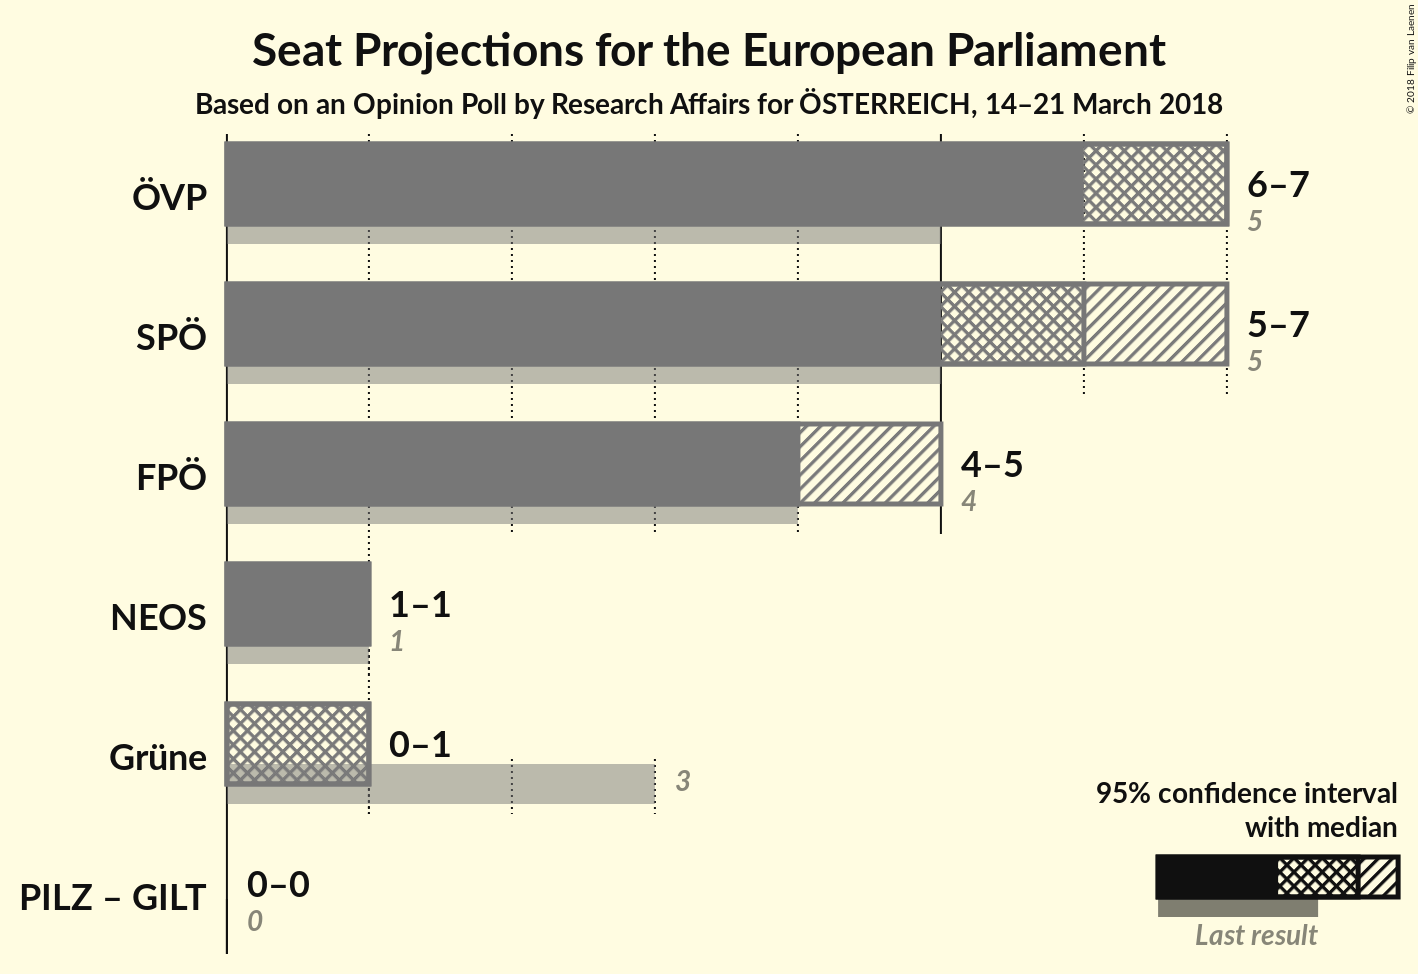 Seat Projections for the European Parliament
Based on an Opinion Poll by Research Affairs for ÖSTERREICH, 14–21 March 2018
© 2018 Filip van Laenen
ÖVP
6–7
5
SPÖ
5–7
5
FPÖ
4–5
4
NEOS
1–1
1
Grüne
0–1
3
PILZ – GILT
0–0
0
95% confidence interval
with median
Last result